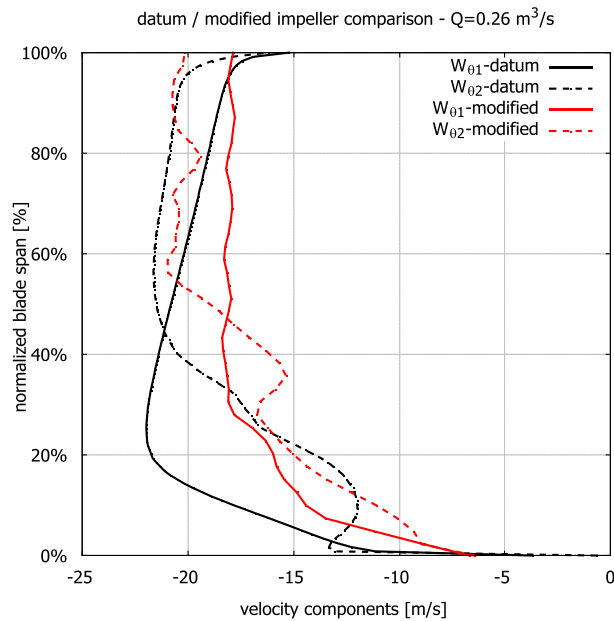 datum / modified impeller comparison - Q=0.26 m³/s
100%
80%
60%
40%
20%
0%
normalized blade span [%]
Wθ1-datum
Wθ2-datum
Wθ1-modified
Wθ2-modified
-25 -20 -15 -10 -5 0
velocity components [m/s]